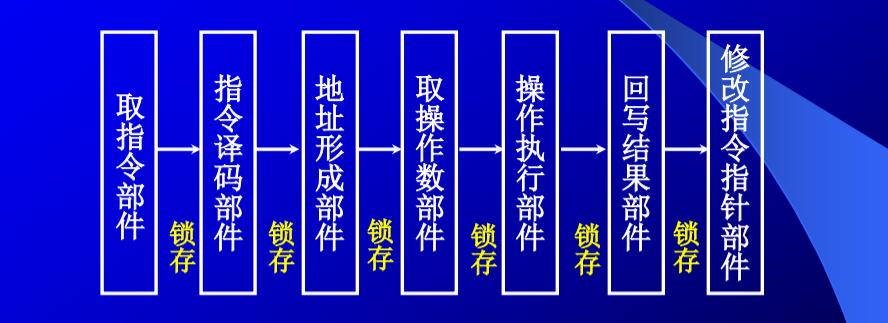 取指令部件
锁存
指令译码部件
锁存
地址形成部件
锁存
取操作数部件
锁存
操作执行部件
锁存
回写结果部件
锁存
修改指令指针部件